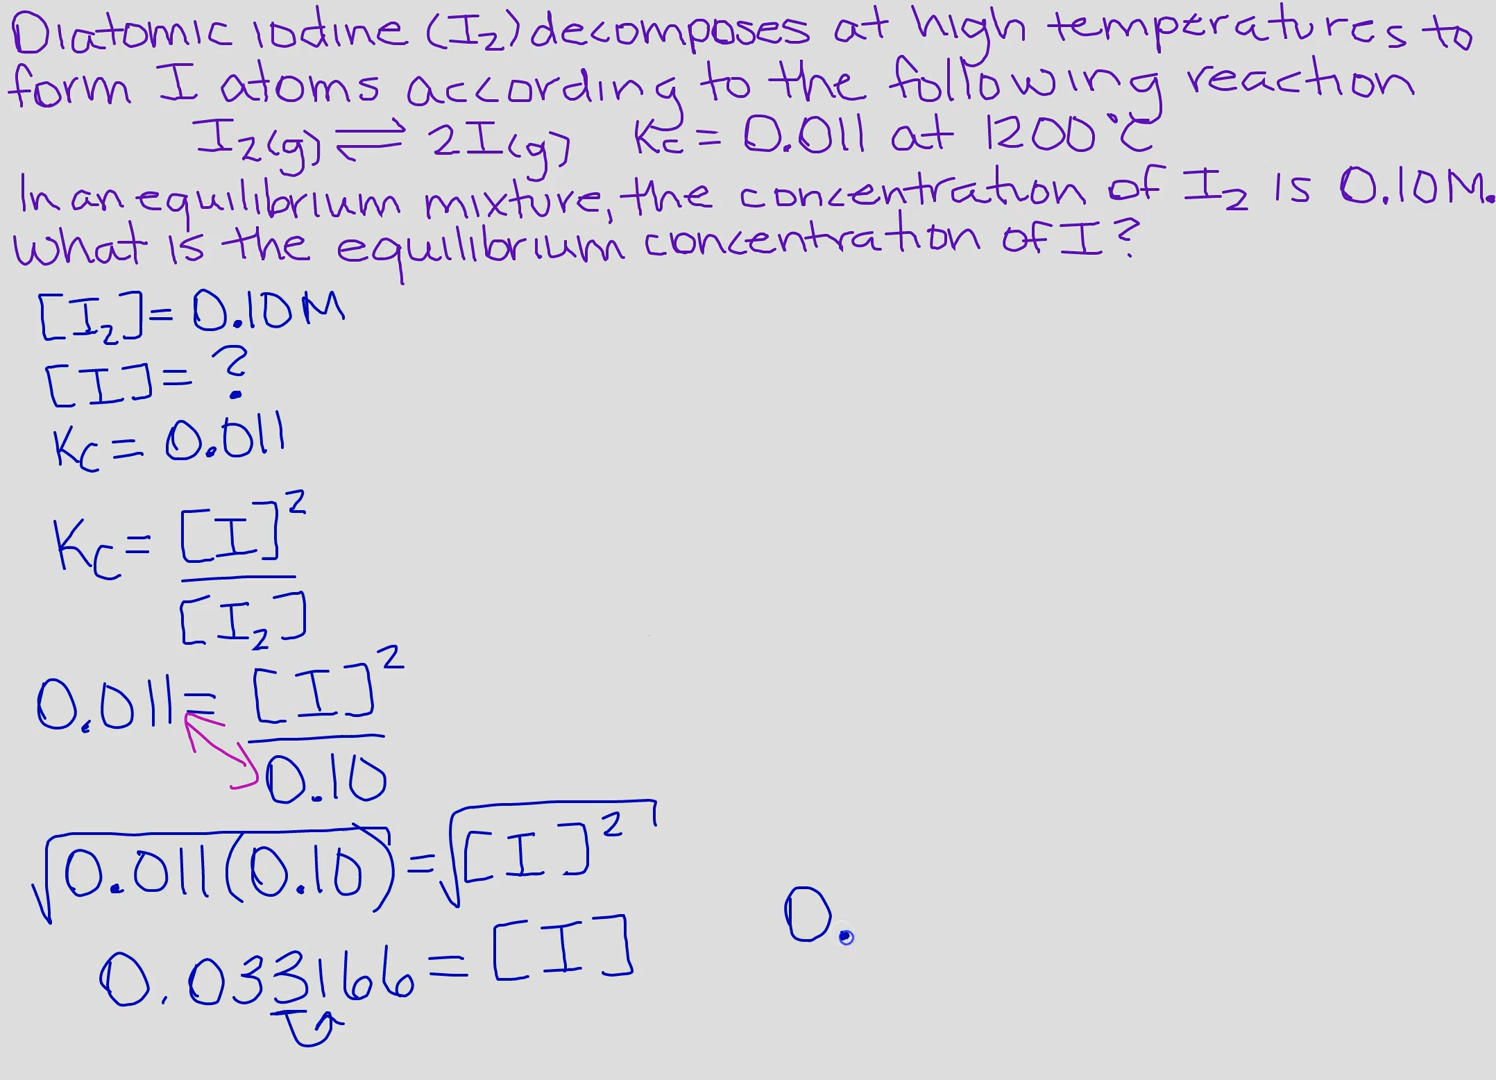 Diatomic iodine (I₂) decomposes at high temperatures to
form I atoms according to the following reaction
I₂(g) ⇌ 2I(g) Kc = 0.011 at 1200°C
In an equilibrium mixture, the concentration of I₂ is 0.10M.
What is the equilibrium concentration of I?
[I₂] = 0.10M
[I] = ?
Kc = 0.011
Kc = [I]²
[I₂]
0.011 = [I]²
0.10
√0.011(0.10) = √[I]²
0.033166 = [I]
0.